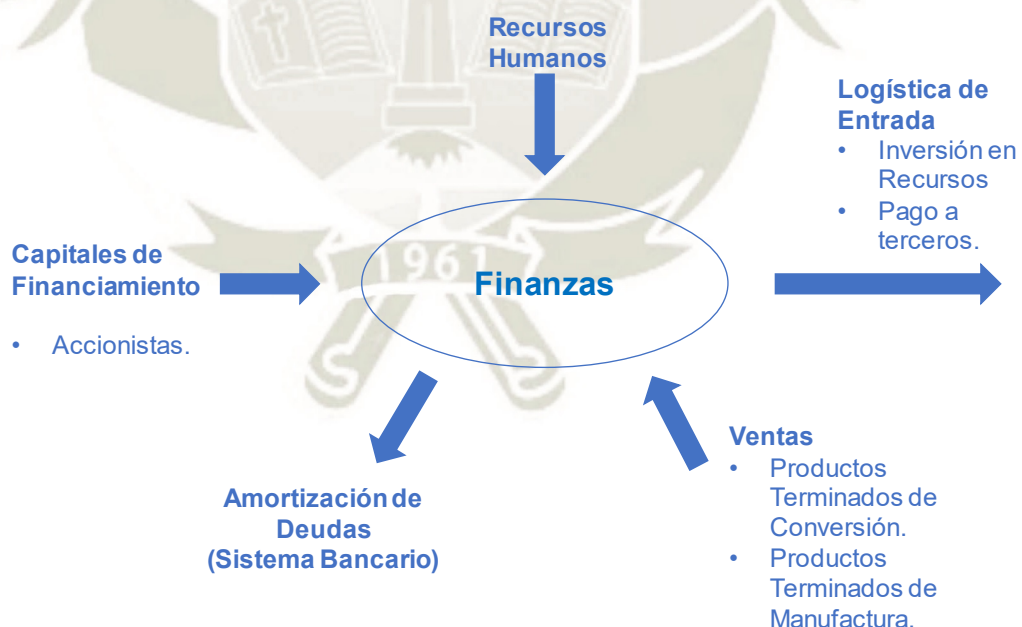 Recursos
Humanos
Logística de
Entrada
• Inversión en
Recursos
• Pago a
terceros.
Capitales de
Financiamiento
• Accionistas.
1961
Finanzas
Ventas
• Productos
Terminados de
Conversión.
• Productos
Terminados de
Manufactura.
Amortización de
Deudas
(Sistema Bancario)